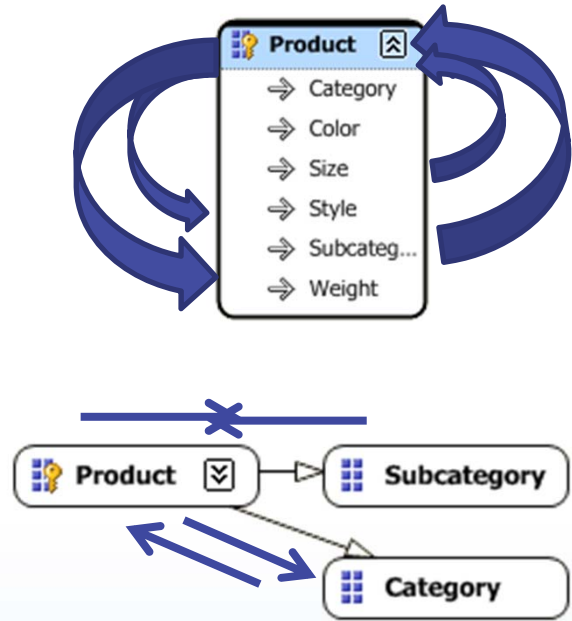 Product
Category
Color
Size
Style
Subcateg...
Weight
Product
Subcategory
Category